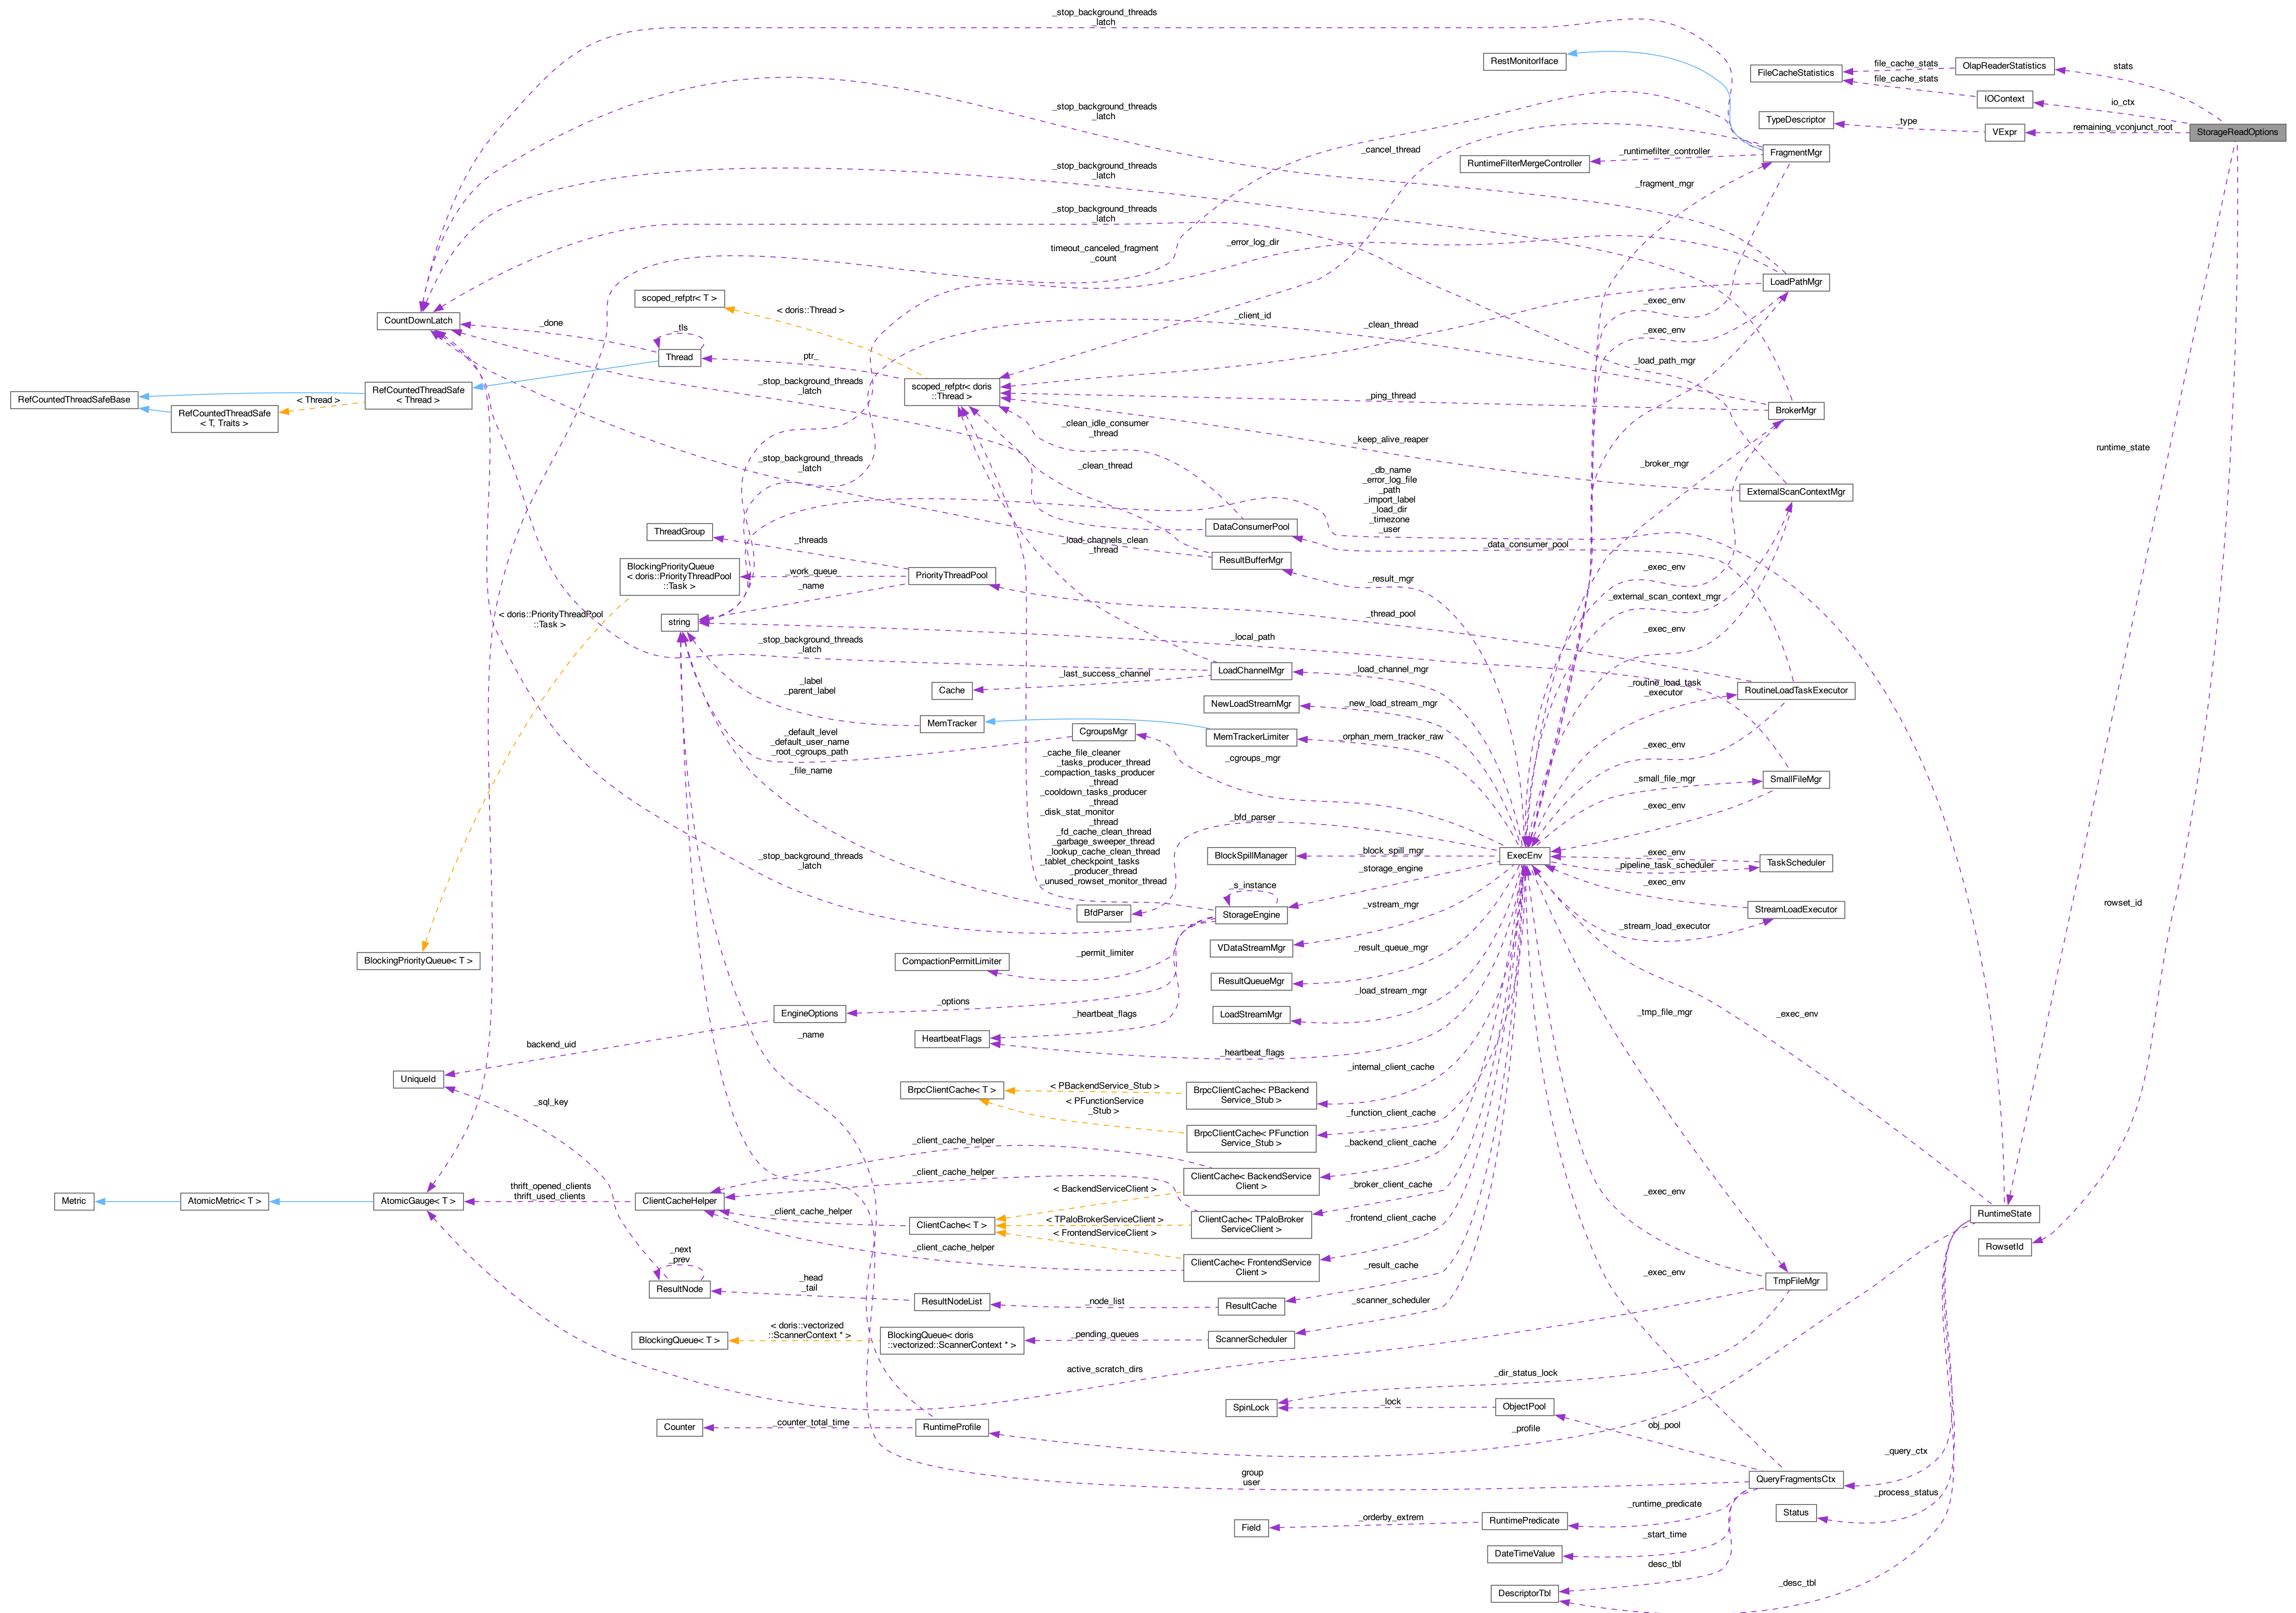 _stop_background_threads
_latch
RestMonitorIface
FileCacheStatistics
file_cache_stats
OlapReaderStatistics
stats
file_cache_stats
IOContext
io_ctx
_stop_background_threads
_latch
TypeDescriptor
_type
VExpr
remaining_vconjunct_root
StorageReadOptions
_cancel_thread
_runtimefilter_controller
FragmentMgr
RuntimeFilterMergeController
_stop_background_threads
_latch
_fragment_mgr
_stop_background_threads
_latch
timeout_canceled_fragment
_count
_error_log_dir
LoadPathMgr
scoped_refptr< T >
< doris::Thread >
_exec_env
CountDownLatch
_done
_tls
_client_id
_clean_thread
_exec_env
Thread
ptr_
_load_path_mgr
RefCountedThreadSafeBase
< Thread >
RefCountedThreadSafe
< Thread >
RefCountedThreadSafe
< T, Traits >
_stop_background_threads
_latch
scoped_refptr< doris
::Thread >
_ping_thread
BrokerMgr
_clean_idle_consumer
_thread
_keep_alive_reaper
_stop_background_threads
_latch
_clean_thread
_broker_mgr
_db_name
_error_log_file
_path
_import_label
_load_dir
_timezone
_user
ExternalScanContextMgr
runtime_state
ThreadGroup
_threads
DataConsumerPool
_load_channels_clean
_thread
_data_consumer_pool
BlockingPriorityQueue
< doris::PriorityThreadPool
::Task >
_work_queue
_name
PriorityThreadPool
ResultBufferMgr
_result_mgr
_exec_env
_external_scan_context_mgr
< doris::PriorityThreadPool
::Task >
string
_thread_pool
_exec_env
_stop_background_threads
_latch
_local_path
LoadChannelMgr
_load_channel_mgr
_last_success_channel
Cache
_label
_parent_label
_routine_load_task
_executor
RoutineLoadTaskExecutor
NewLoadStreamMgr
_new_load_stream_mgr
MemTracker
_default_level
_default_user_name
_root_cgroups_path
CgroupsMgr
MemTrackerLimiter
_orphan_mem_tracker_raw
_exec_env
_cgroups_mgr
_file_name
_cache_file_cleaner
_tasks_producer_thread
_compaction_tasks_producer
_thread
_cooldown_tasks_producer
_thread
_disk_stat_monitor
_thread
_fd_cache_clean_thread
_garbage_sweeper_thread
_lookup_cache_clean_thread
_tablet_checkpoint_tasks
_producer_thread
_unused_rowset_monitor_thread
_small_file_mgr
SmallFileMgr
_exec_env
_bfd_parser
BlockSpillManager
_block_spill_mgr
ExecEnv
_exec_env
_pipeline_task_scheduler
TaskScheduler
_stop_background_threads
_latch
_storage_engine
_exec_env
_s_instance
BfdParser
StorageEngine
_vstream_mgr
StreamLoadExecutor
_stream_load_executor
rowset_id
BlockingPriorityQueue< T >
CompactionPermitLimiter
_permit_limiter
VDataStreamMgr
_result_queue_mgr
ResultQueueMgr
_load_stream_mgr
EngineOptions
_options
_heartbeat_flags
LoadStreamMgr
_tmp_file_mgr
_exec_env
backend_uid
_name
HeartbeatFlags
_heartbeat_flags
UniqueId
_internal_client_cache
BrpcClientCache< T >
< PBackendService_Stub >
BrpcClientCache< PBackend
Service_Stub >
_sql_key
< PFunctionService
_Stub >
_function_client_cache
BrpcClientCache< PFunction
Service_Stub >
_client_cache_helper
_backend_client_cache
_client_cache_helper
ClientCache< BackendService
Client >
_broker_client_cache
Metric
AtomicMetric< T >
AtomicGauge< T >
thrift_opened_clients
thrift_used_clients
ClientCacheHelper
< BackendServiceClient >
_exec_env
_client_cache_helper
ClientCache< T >
< TPaloBrokerServiceClient >
ClientCache< TPaloBroker
ServiceClient >
_frontend_client_cache
RuntimeState
< FrontendServiceClient >
_client_cache_helper
_next
_prev
ClientCache< FrontendService
Client >
_result_cache
_exec_env
RowsetId
ResultNode
_head
_tail
ResultNodeList
_node_list
ResultCache
_scanner_scheduler
TmpFileMgr
BlockingQueue< T >
< doris::vectorized
::ScannerContext * >
BlockingQueue< doris
::vectorized::ScannerContext * >
_pending_queues
ScannerScheduler
active_scratch_dirs
_dir_status_lock
SpinLock
_lock
ObjectPool
obj_pool
Counter
_counter_total_time
RuntimeProfile
_profile
_query_ctx
group
user
QueryFragmentsCtx
_process_status
_runtime_predicate
Status
Field
_orderby_extrem
RuntimePredicate
_start_time
DateTimeValue
desc_tbl
DescriptorTbl
_desc_tbl